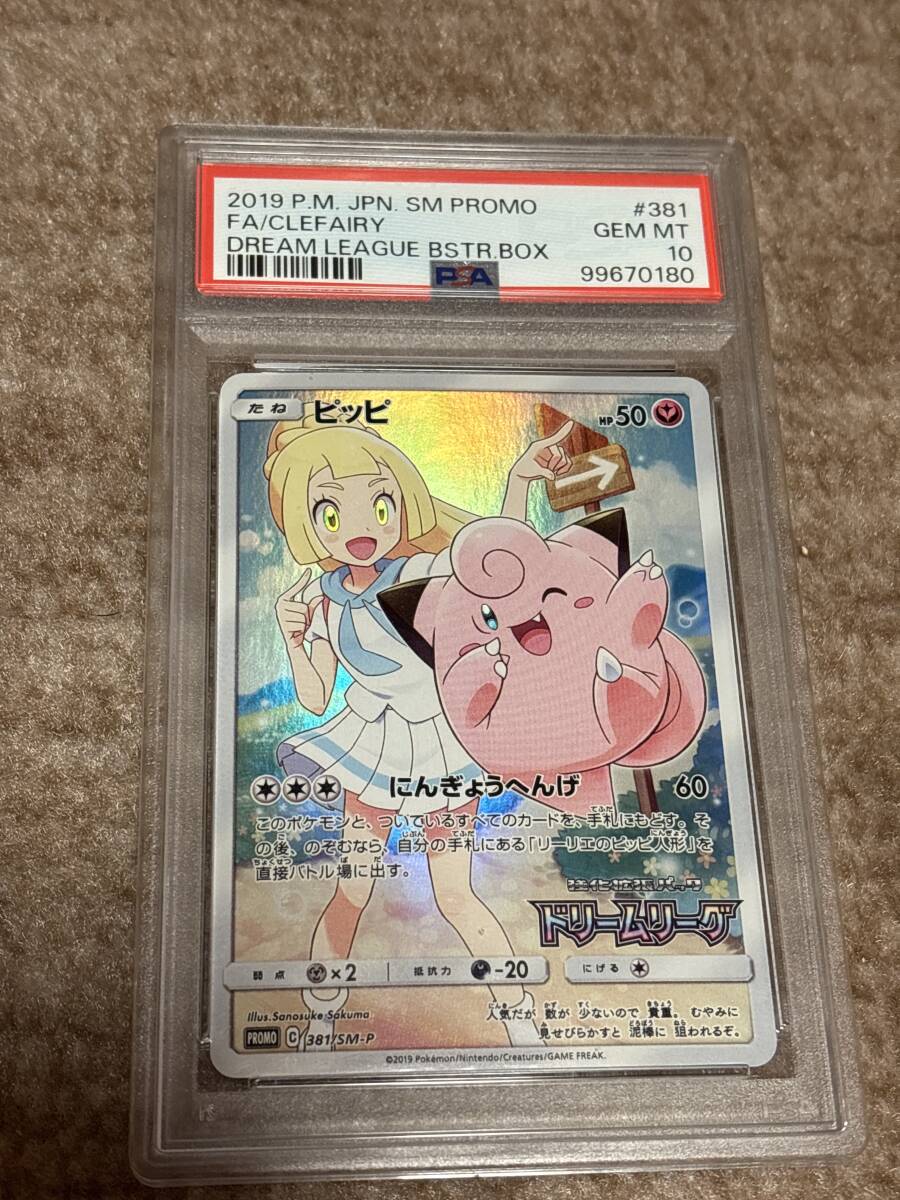 2019 P.M. JPN. SM PROMO #381
FA/CLEFAIRY GEM MT
DREAM LEAGUE BSTR.BOX 10
PSA 99670180
たね ピッピ HP50
にんぎょうへんげ 60
このポケモンと、ついているすべてのカードを、手札にもどす。そ
の後、のぞむなら、自分の手札にある「リーリエのピッピ人形」を
直接バトル場に出す。
強化拡張パック
ドリームリーグ
弱点 ×2 抵抗力 -20 にげる
Illus.Sanosuke Sakuma
人気だが 数が 少ないので 貴重。 むやみに
見せびらかすと 泥棒に 狙われるぞ。
PROMO C 381/SM-P
©2019 Pokémon/Nintendo/Creatures/GAME FREAK.